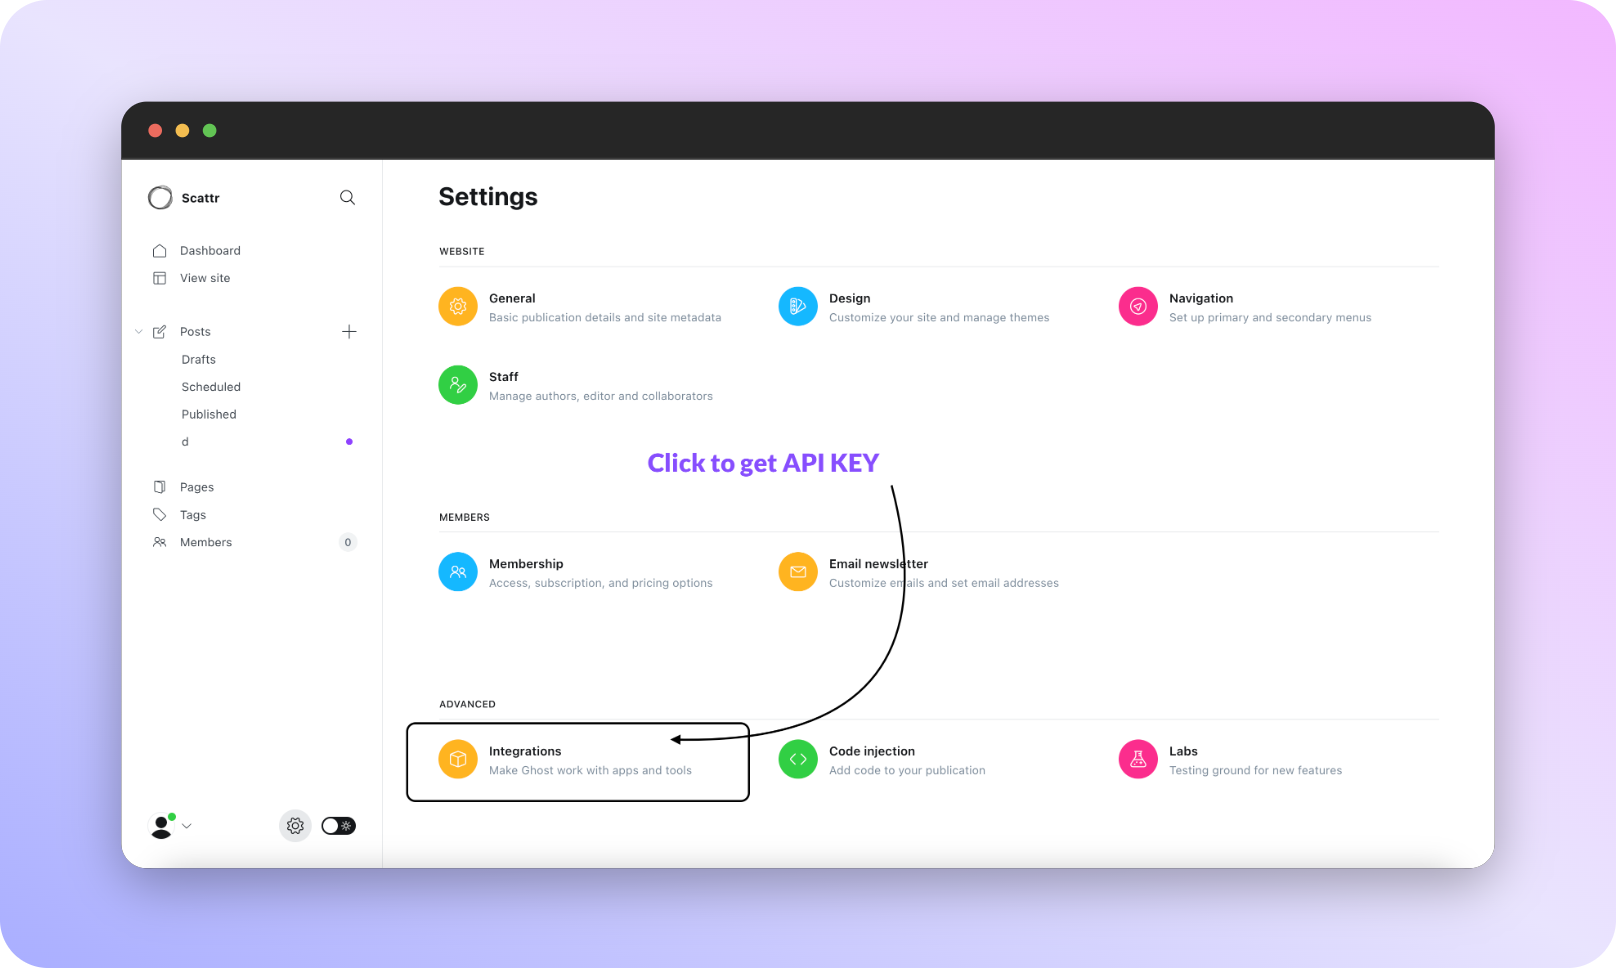 Scattr
Dashboard
View site
Posts
Drafts
Scheduled
Published
d
Pages
Tags
Members
0
Settings
WEBSITE
General
Basic publication details and site metadata
Design
Customize your site and manage themes
Navigation
Set up primary and secondary menus
Staff
Manage authors, editor and collaborators
Click to get API KEY
MEMBERS
Membership
Access, subscription, and pricing options
Email newsletter
Customize emails and set email addresses
ADVANCED
Integrations
Make Ghost work with apps and tools
Code injection
Add code to your publication
Labs
Testing ground for new features